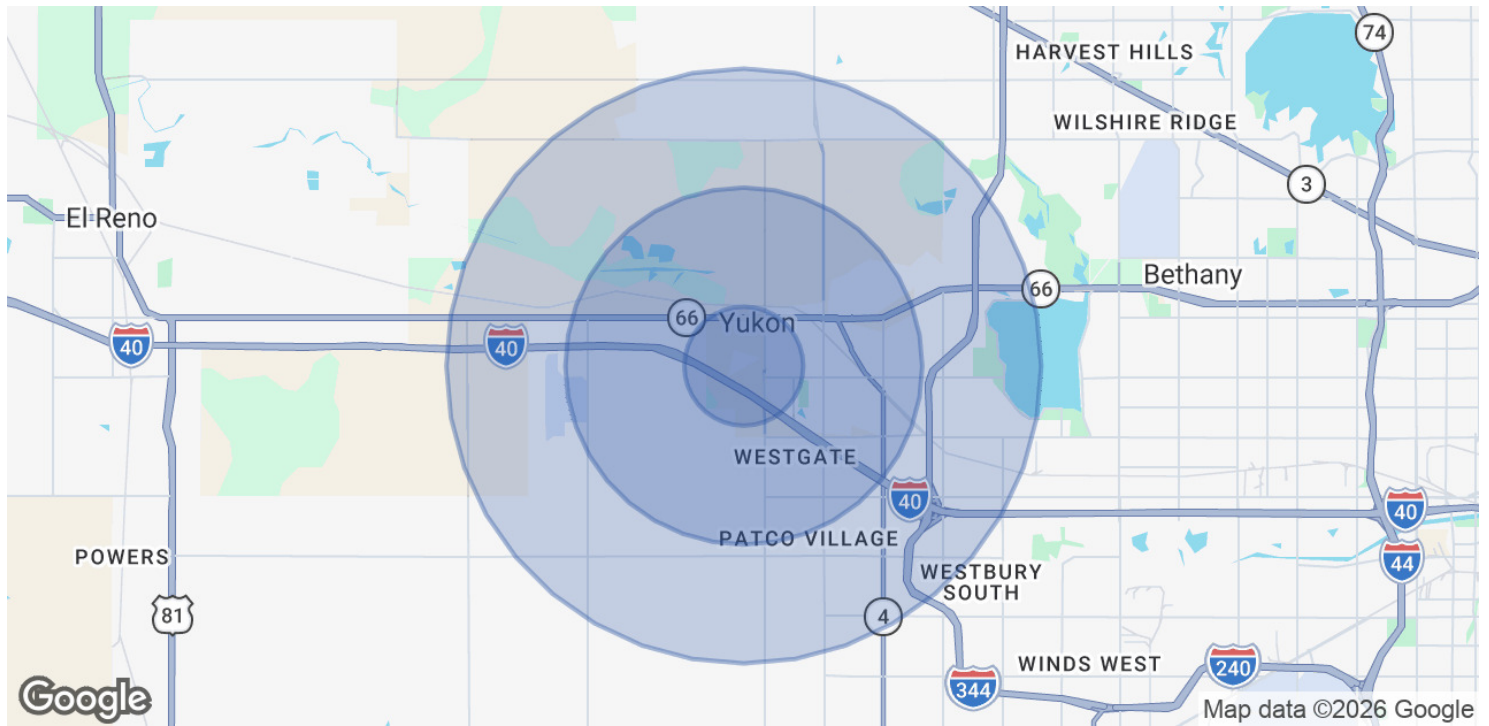 74
HARVEST HILLS
WILSHIRE RIDGE
3
El Reno
Bethany
66
66
Yukon
40
40
WESTGATE
40
40
PATCO VILLAGE
POWERS
44
WESTBURY
SOUTH
81
4
WINDS WEST
240
344
Google
Map data ©2026 Google